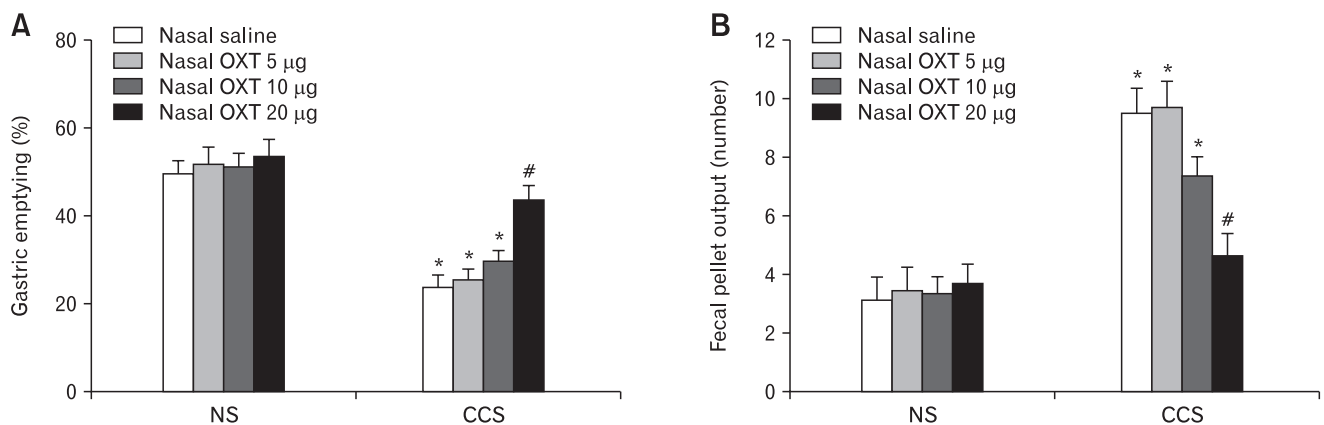 A
Nasal saline
Nasal OXT 5 μg
Nasal OXT 10 μg
Nasal OXT 20 μg
Gastric emptying (%)
80
60
40
20
0
*
*
*
#
NS
CCS
B
Nasal saline
Nasal OXT 5 μg
Nasal OXT 10 μg
Nasal OXT 20 μg
Fecal pellet output (number)
12
10
8
6
4
2
0
*
*
*
#
NS
CCS